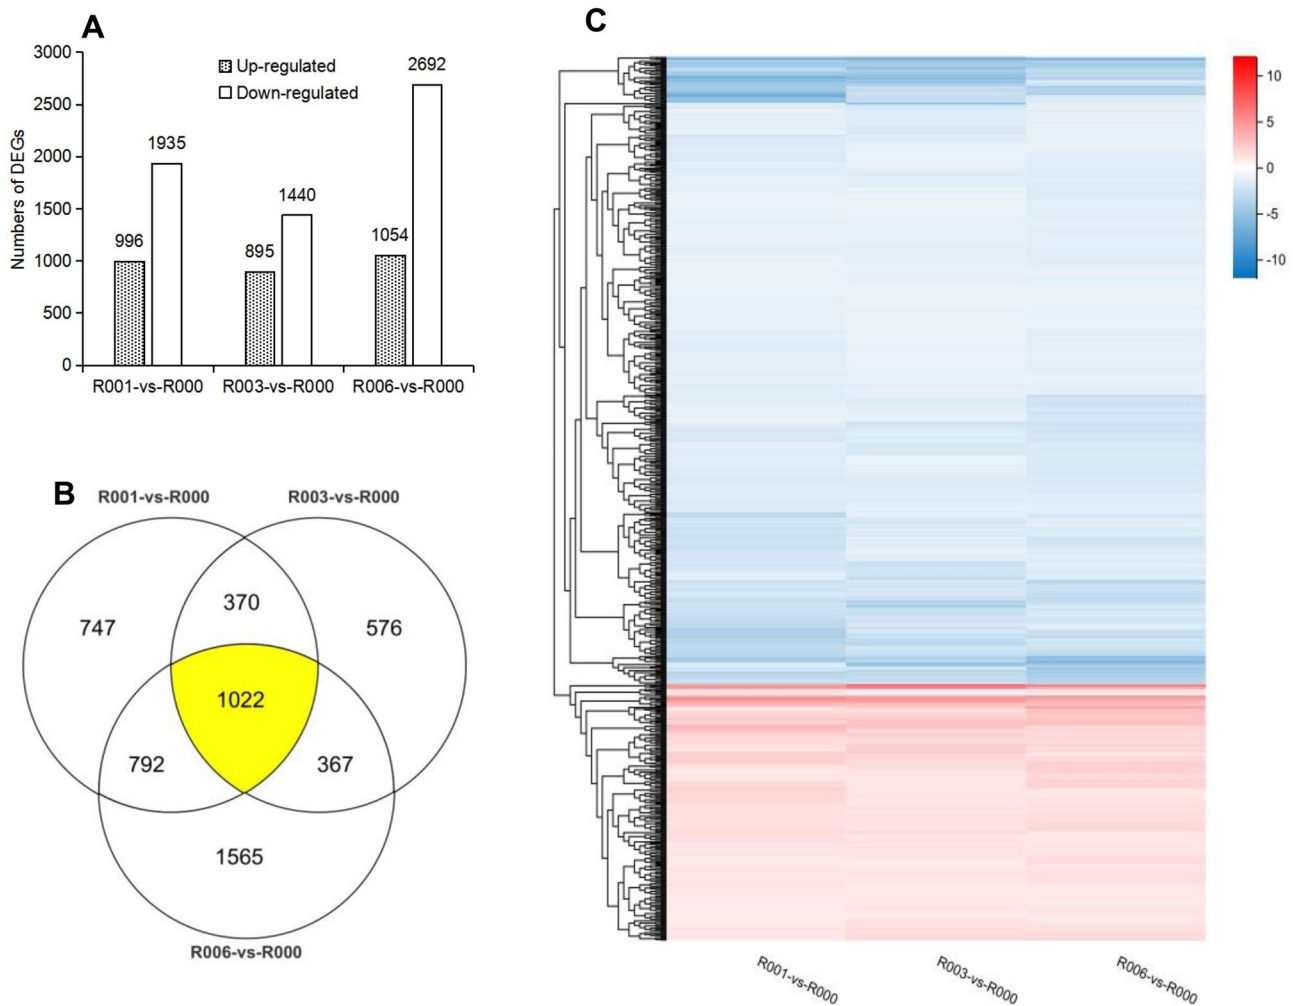 A
3000
2500
2000
1500
1000
500
0
Numbers of DEGs
Up-regulated
Down-regulated
996
1935
895
1440
1054
2692
R001-vs-R000
R003-vs-R000
R006-vs-R000
B
R001-vs-R000
R003-vs-R000
747
370
576
1022
792
367
1565
R006-vs-R000
C
10
5
0
-5
-10
R001-vs-R000
R003-vs-R000
R006-vs-R000